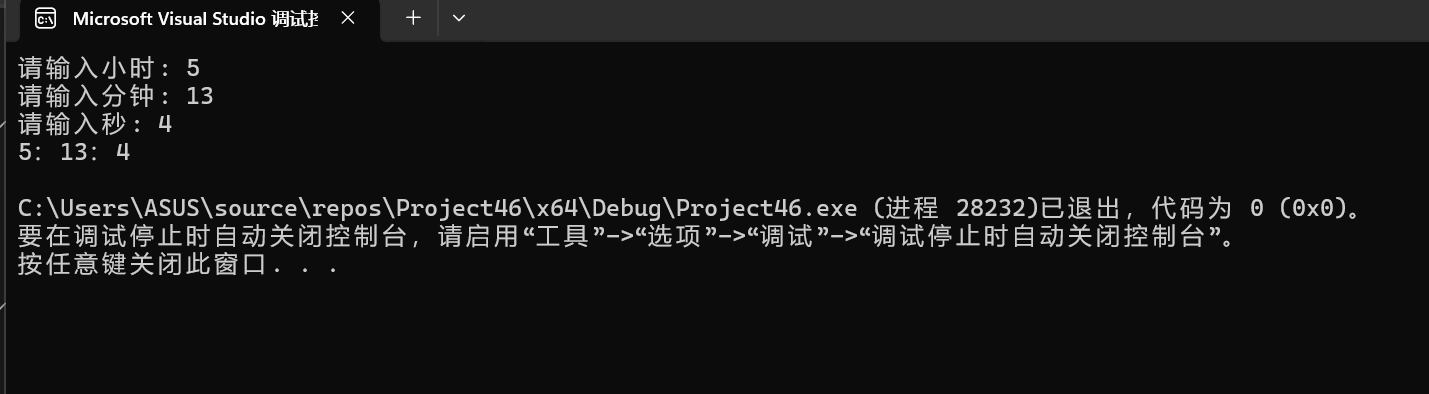 Microsoft Visual Studio 调试控
请输入小时：5
请输入分钟：13
请输入秒：4
5：13：4
C:\Users\ASUS\source\repos\Project46\x64\Debug\Project46.exe (进程 28232)已退出，代码为 0 (0x0)。
要在调试停止时自动关闭控制台，请启用“工具”->“选项”->“调试”->“调试停止时自动关闭控制台”。
按任意键关闭此窗口. . .